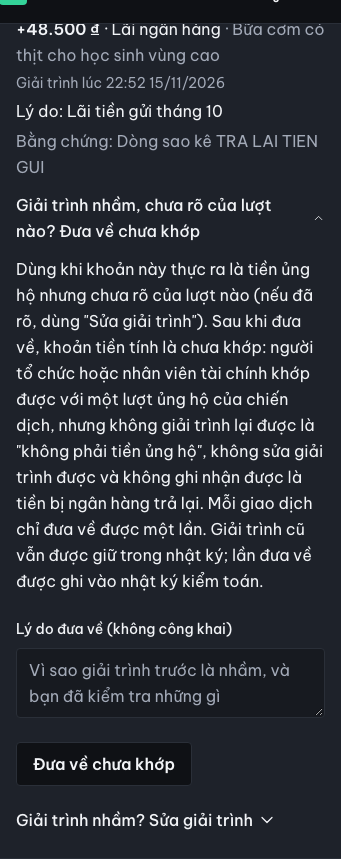 +48.500 ₫ · Lãi ngân hàng · Bữa cơm có
thịt cho học sinh vùng cao
Giải trình lúc 22:52 15/11/2026
Lý do: Lãi tiền gửi tháng 10
Bằng chứng: Dòng sao kê TRA LAI TIEN
GUI
Giải trình nhầm, chưa rõ của lượt
nào? Đưa về chưa khớp
Dùng khi khoản này thực ra là tiền ủng
hộ nhưng chưa rõ của lượt nào (nếu đã
rõ, dùng "Sửa giải trình"). Sau khi đưa
về, khoản tiền tính là chưa khớp: người
tổ chức hoặc nhân viên tài chính khớp
được với một lượt ủng hộ của chiến
dịch, nhưng không giải trình lại được là
"không phải tiền ủng hộ", không sửa giải
trình được và không ghi nhận được là
tiền bị ngân hàng trả lại. Mỗi giao dịch
chỉ đưa về được một lần. Giải trình cũ
vẫn được giữ trong nhật ký; lần đưa về
được ghi vào nhật ký kiểm toán.
Lý do đưa về (không công khai)
Vì sao giải trình trước là nhầm, và
bạn đã kiểm tra những gì
Đưa về chưa khớp
Giải trình nhầm? Sửa giải trình